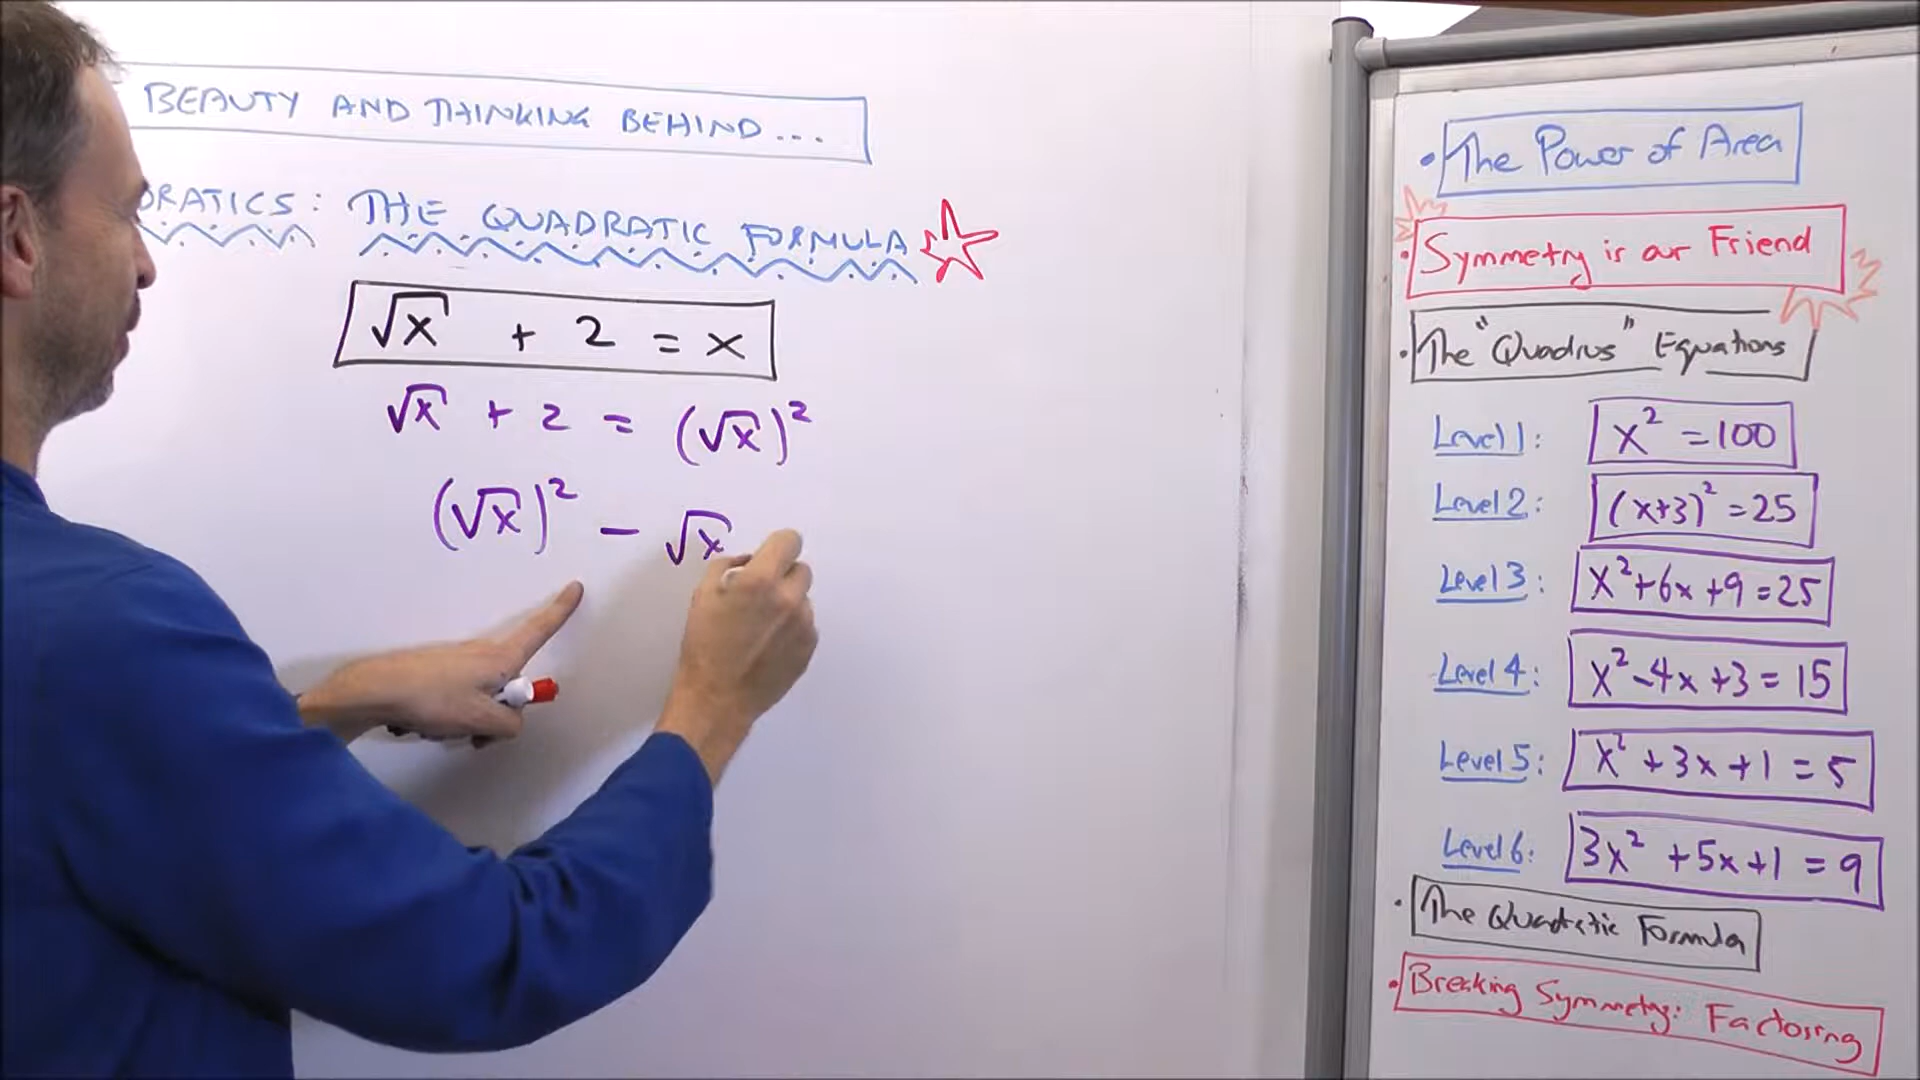 BEAUTY AND THINKING BEHIND...
DRATICS: THE QUADRATIC FORMULA
√x + 2 = x
√x + 2 = (√x)²
(√x)² - √x
• The Power of Area
• Symmetry is our Friend
• The "Quadrus" Equations
Level 1: x² = 100
Level 2: (x+3)² = 25
Level 3: x² + 6x + 9 = 25
Level 4: x² - 4x + 3 = 15
Level 5: x² + 3x + 1 = 5
Level 6: 3x² + 5x + 1 = 9
• The Quadratic Formula
• Breaking Symmetry: Factoring